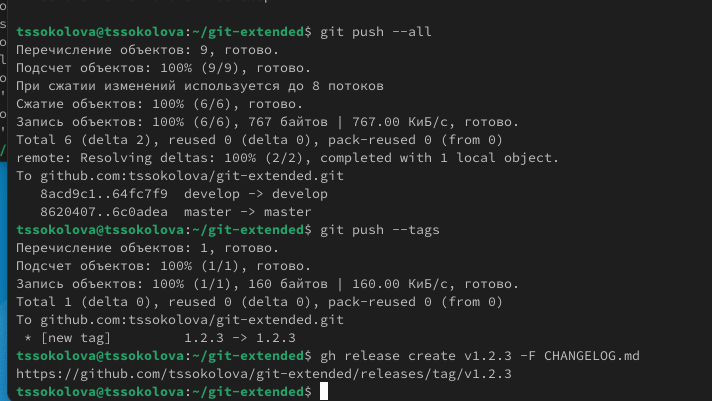 tssokolova@tssokolova:~/git-extended$ git push --all
Перечисление объектов: 9, готово.
Подсчет объектов: 100% (9/9), готово.
При сжатии изменений используется до 8 потоков
Сжатие объектов: 100% (6/6), готово.
Запись объектов: 100% (6/6), 767 байтов | 767.00 КиБ/с, готово.
Total 6 (delta 2), reused 0 (delta 0), pack-reused 0 (from 0)
remote: Resolving deltas: 100% (2/2), completed with 1 local object.
To github.com:tssokolova/git-extended.git
   8acd9c1..64fc7f9  develop -> develop
   8620407..6c0adea  master -> master
tssokolova@tssokolova:~/git-extended$ git push --tags
Перечисление объектов: 1, готово.
Подсчет объектов: 100% (1/1), готово.
Запись объектов: 100% (1/1), 160 байтов | 160.00 КиБ/с, готово.
Total 1 (delta 0), reused 0 (delta 0), pack-reused 0 (from 0)
To github.com:tssokolova/git-extended.git
 * [new tag]         1.2.3 -> 1.2.3
tssokolova@tssokolova:~/git-extended$ gh release create v1.2.3 -F CHANGELOG.md
https://github.com/tssokolova/git-extended/releases/tag/v1.2.3
tssokolova@tssokolova:~/git-extended$